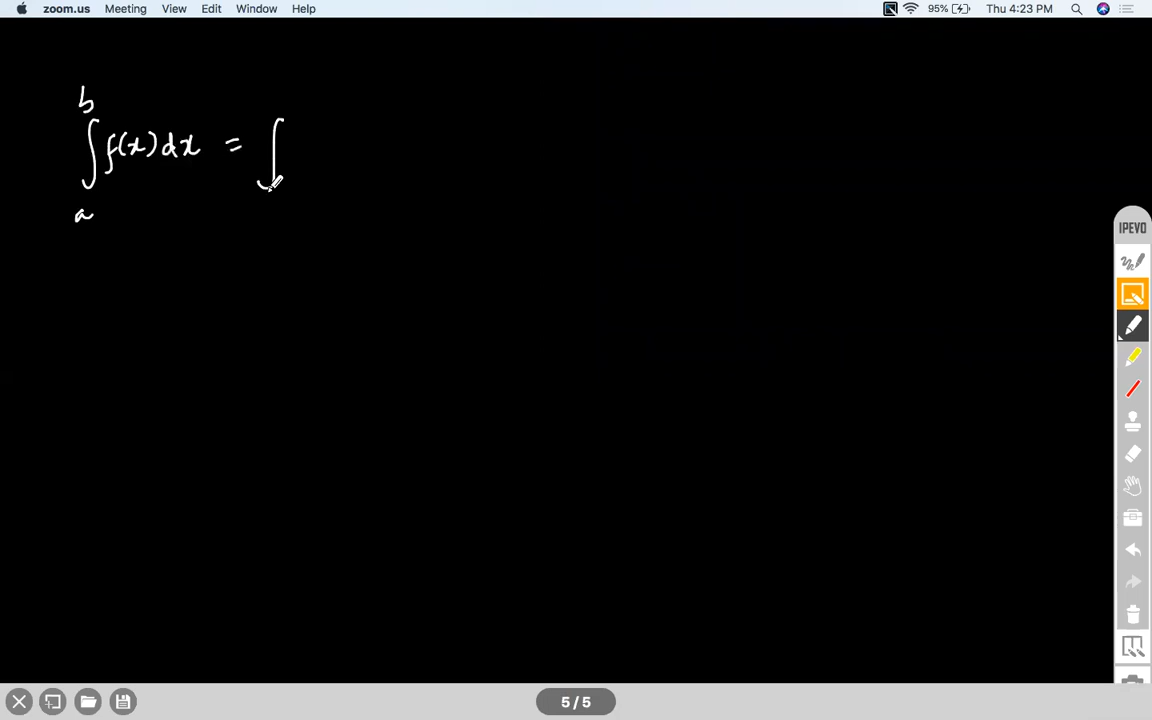 zoom.us Meeting View Edit Window Help 95% Thu 4:23 PM
b
∫f(x)dx = ∫
a
IPEVO
5/5